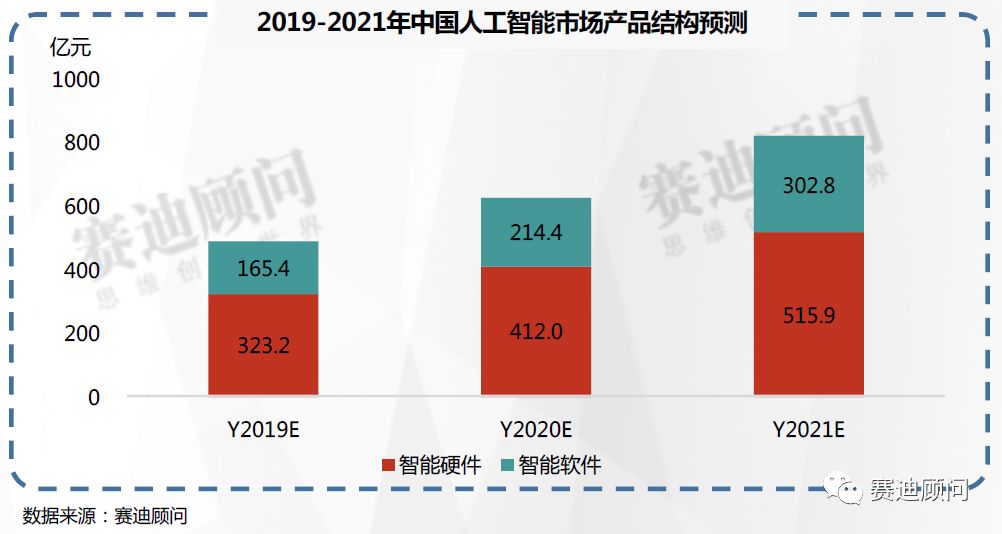 2019-2021年中国人工智能市场产品结构预测
亿元
1000
800
600
400
200
0
165.4
323.2
214.4
412.0
302.8
515.9
Y2019E
Y2020E
Y2021E
智能硬件 智能软件
赛迪顾问
思维创 世界
赛迪顾问
思维创 界
赛迪顾问
数据来源：赛迪顾问